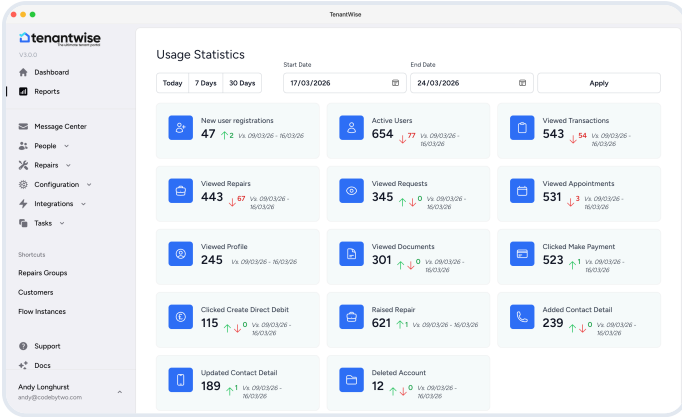 TenantWise
tenantwise
The ultimate tenant portal
V3.0.0
Dashboard
Reports
Message Center
People
Repairs
Configuration
Integrations
Tasks
Shortcuts
Repairs Groups
Customers
Flow Instances
Support
Docs
Andy Longhurst
andy@codebytwo.com
Usage Statistics
Start Date
End Date
Today
7 Days
30 Days
17/03/2026
24/03/2026
Apply
New user registrations
47 2 Vs. 09/03/26 - 16/03/26
Active Users
654 77 Vs. 09/03/26 -
16/03/26
Viewed Transactions
543 54 Vs. 09/03/26 -
16/03/26
Viewed Repairs
443 67 Vs. 09/03/26 -
16/03/26
Viewed Requests
345 0 Vs. 09/03/26 -
16/03/26
Viewed Appointments
531 3 Vs. 09/03/26 -
16/03/26
Viewed Profile
245 Vs. 09/03/26 - 16/03/26
Viewed Documents
301 0 Vs. 09/03/26 -
16/03/26
Clicked Make Payment
523 1 Vs. 09/03/26 -
16/03/26
Clicked Create Direct Debit
115 0 Vs. 09/03/26 -
16/03/26
Raised Repair
621 1 Vs. 09/03/26 - 16/03/26
Added Contact Detail
239 0 Vs. 09/03/26 -
16/03/26
Updated Contact Detail
189 1 Vs. 09/03/26 -
16/03/26
Deleted Account
12 0 Vs. 09/03/26 -
16/03/26